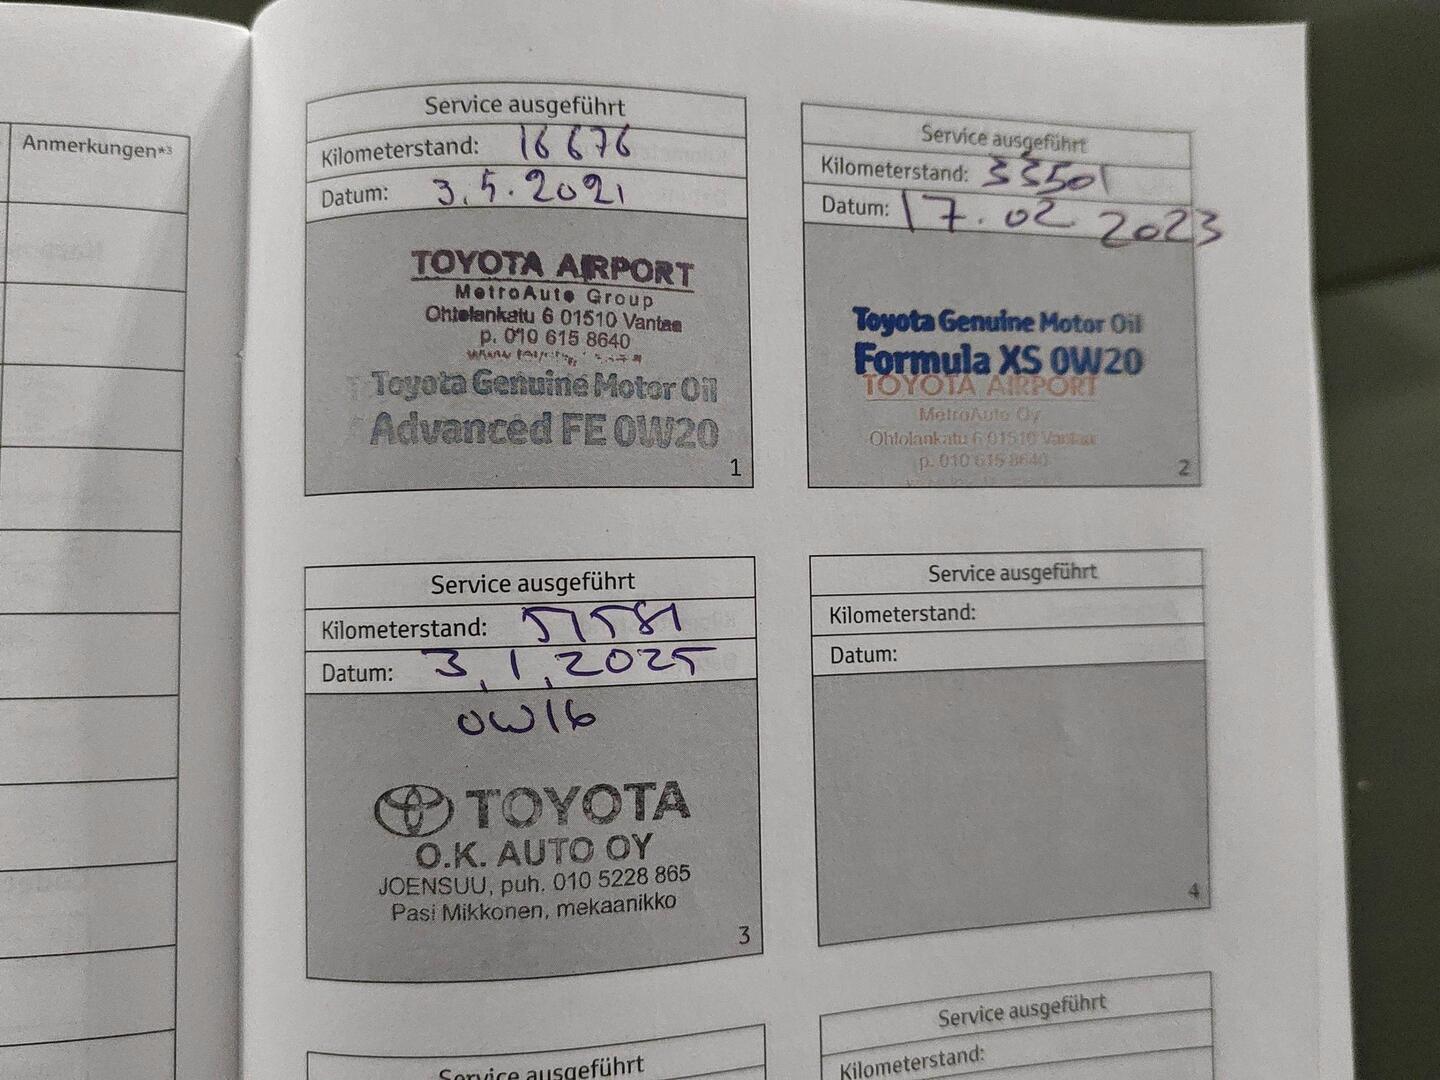 Anmerkungen*³
Service ausgeführt
Kilometerstand: 16676
Datum: 3.5.2021
TOYOTA AIRPORT
MetroAuto Group
Ohtolankatu 6 01510 Vantaa
p. 010 615 8640
Toyota Genuine Motor Oil
Advanced FE 0W20
1
Service ausgeführt
Kilometerstand: 33501
Datum: 17.02 2023
Toyota Genuine Motor Oil
Formula XS 0W20
TOYOTA AIRPORT
MetroAuto Oy
Ohtolankatu 6 01510 Vantaa
p. 010 615 8640
2
Service ausgeführt
Kilometerstand: 51581
Datum: 3.1.2025
0W16
TOYOTA
O.K. AUTO OY
JOENSUU, puh. 010 5228 865
Pasi Mikkonen, mekaanikko
3
Service ausgeführt
Kilometerstand:
Datum:
4
Service ausgeführt
Service ausgeführt
Kilometerstand: